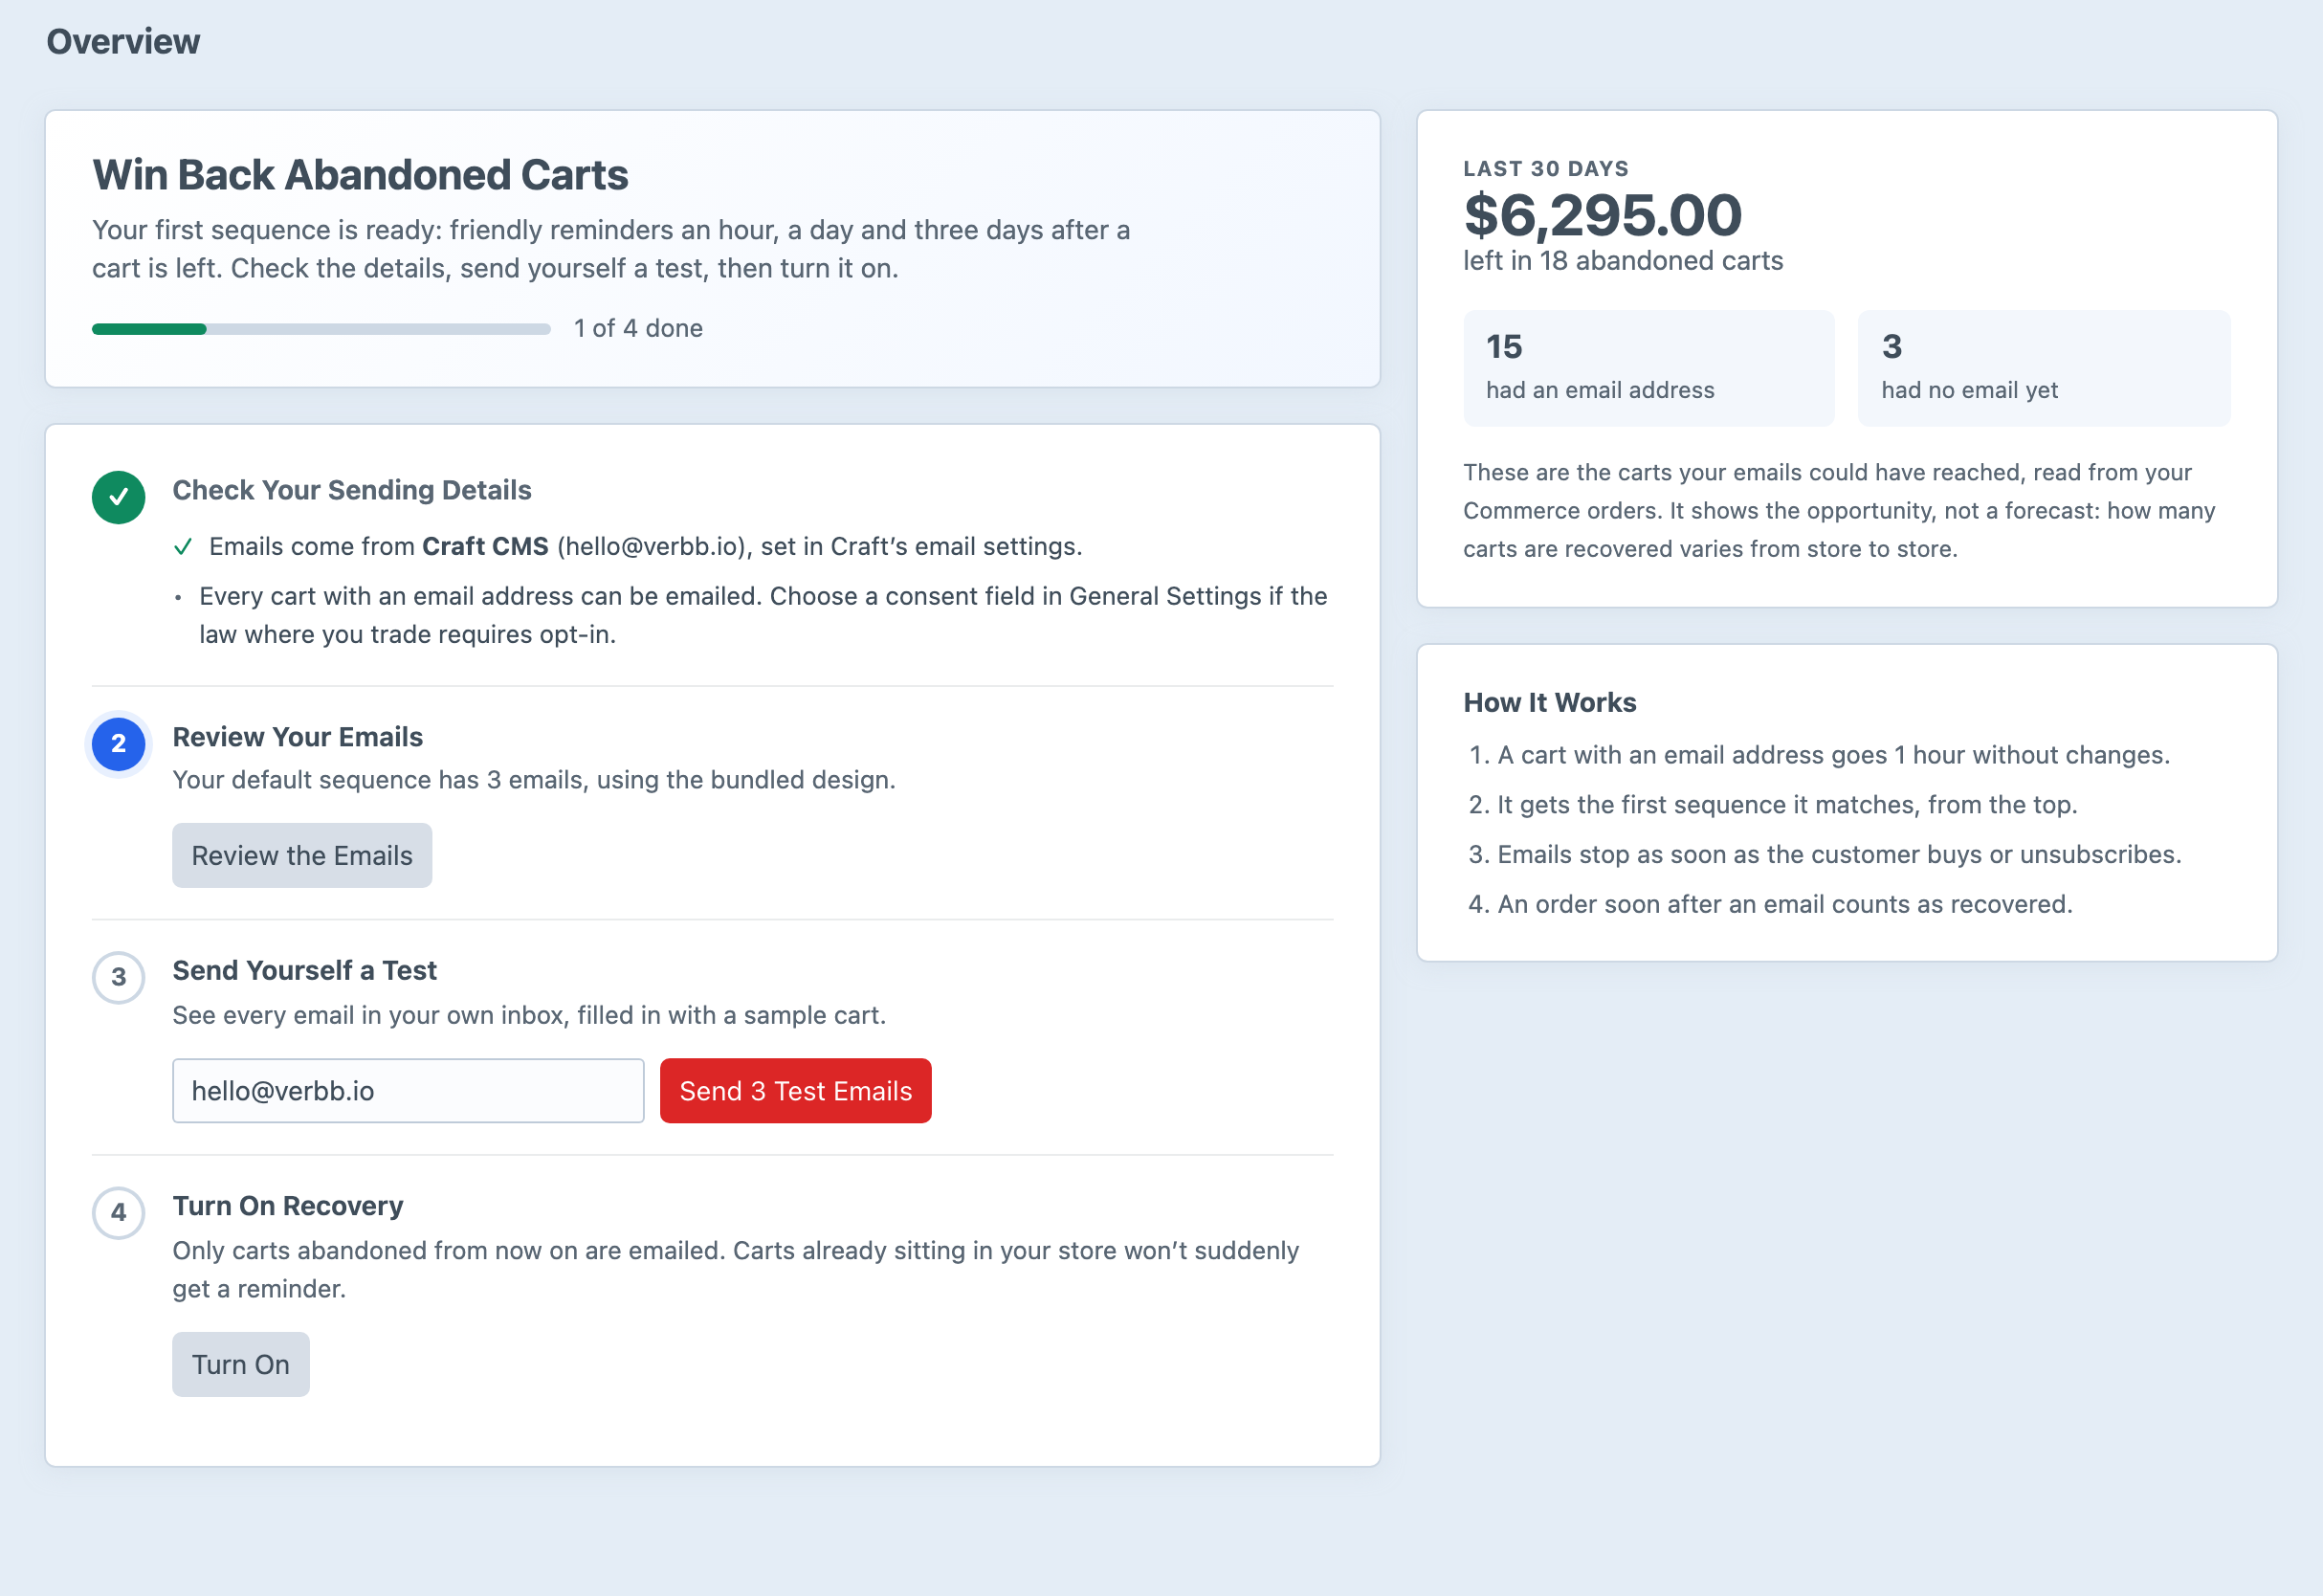 Overview
Win Back Abandoned Carts
Your first sequence is ready: friendly reminders an hour, a day and three days after a
cart is left. Check the details, send yourself a test, then turn it on.
1 of 4 done
Check Your Sending Details
Emails come from Craft CMS (hello@verbb.io), set in Craft’s email settings.
• Every cart with an email address can be emailed. Choose a consent field in General Settings if the
law where you trade requires opt-in.
2
Review Your Emails
Your default sequence has 3 emails, using the bundled design.
Review the Emails
3
Send Yourself a Test
See every email in your own inbox, filled in with a sample cart.
hello@verbb.io
Send 3 Test Emails
4
Turn On Recovery
Only carts abandoned from now on are emailed. Carts already sitting in your store won’t suddenly
get a reminder.
Turn On
LAST 30 DAYS
$6,295.00
left in 18 abandoned carts
15
had an email address
3
had no email yet
These are the carts your emails could have reached, read from your
Commerce orders. It shows the opportunity, not a forecast: how many
carts are recovered varies from store to store.
How It Works
1. A cart with an email address goes 1 hour without changes.
2. It gets the first sequence it matches, from the top.
3. Emails stop as soon as the customer buys or unsubscribes.
4. An order soon after an email counts as recovered.